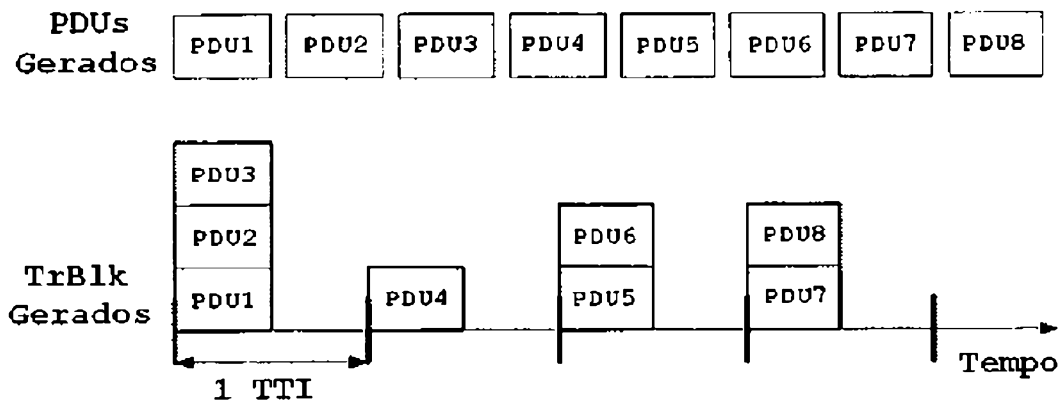 PDUs
Gerados
PDU1 PDU2 PDU3 PDU4 PDU5 PDU6 PDU7 PDU8
PDU3
PDU2 PDU6 PDU8
TrBlk
Gerados
PDU1 PDU4 PDU5 PDU7
Tempo
1 TTI